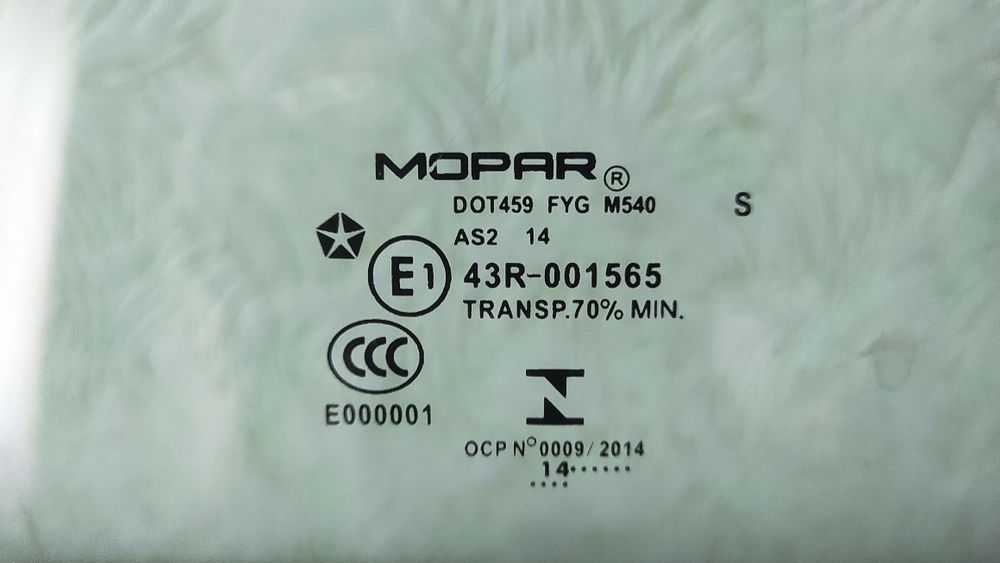 MOPAR®
DOT459 FYG M540
S
AS2 14
E1
43R-001565
TRANSP.70% MIN.
CCC
E000001
OCP N°0009/2014
14